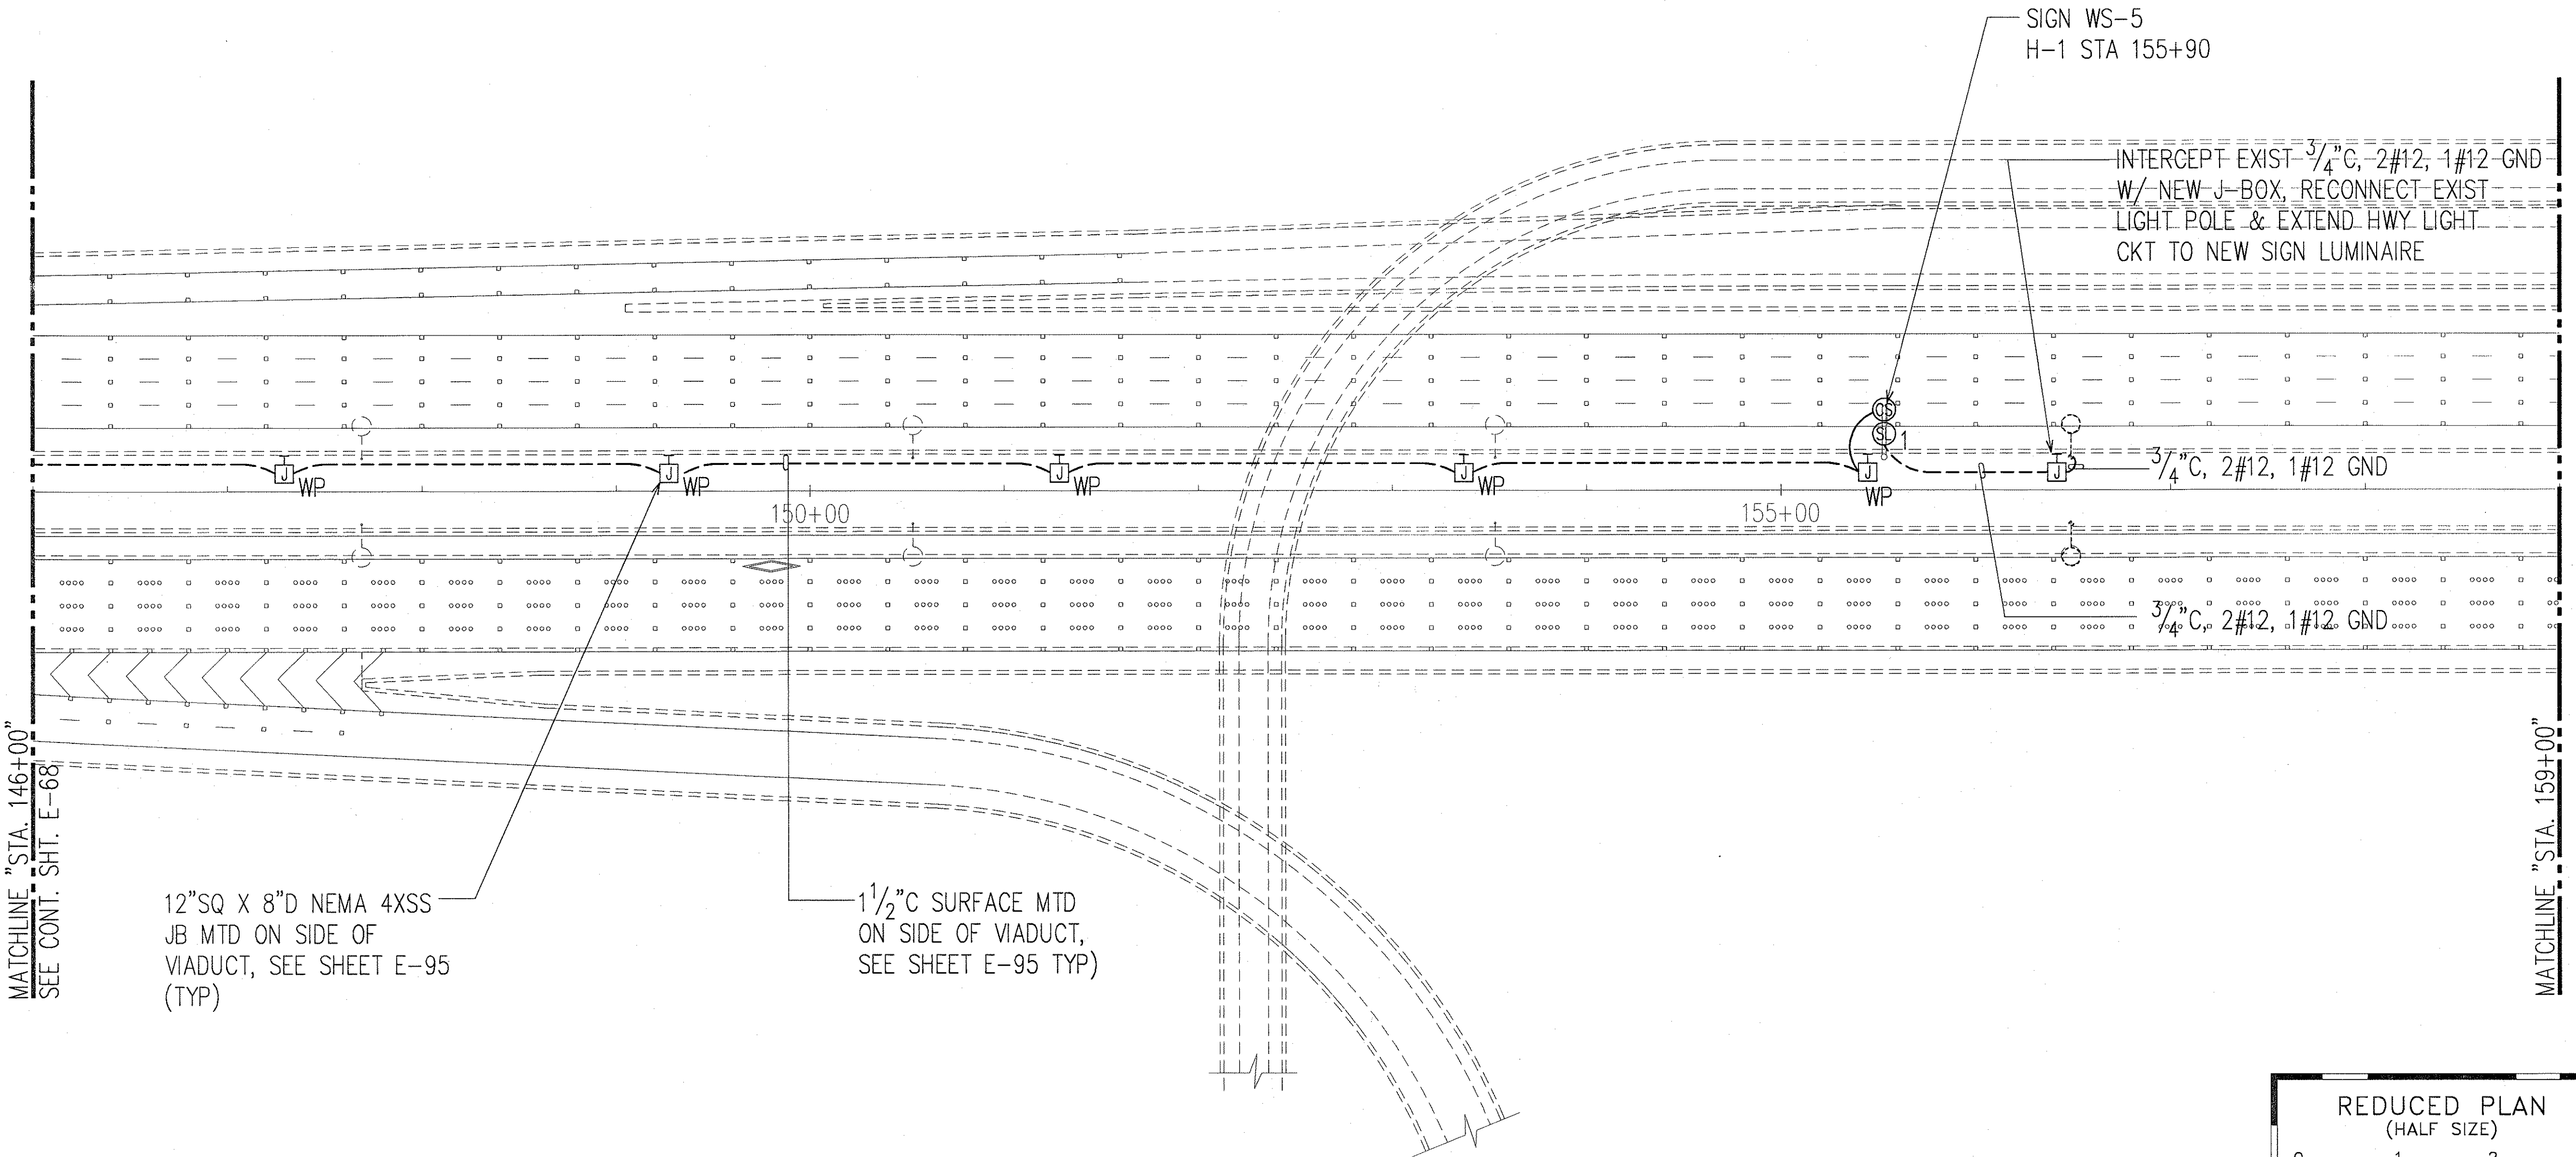 SIGN WS-5
H-1 STA 155+90
INTERCEPT EXIST 3/4"C, 2#12, 1#12 GND
W/ NEW J-BOX, RECONNECT EXIST
LIGHT POLE & EXTEND HWY LIGHT
CKT TO NEW SIGN LUMINAIRE
CS
SL
1
J
WP
J
WP
J
WP
J
WP
J
WP
J
3/4"C, 2#12, 1#12 GND
150+00
155+00
3/4"C, 2#12, 1#12 GND
MATCHLINE "STA. 146+00"
SEE CONT. SHT. E-68
MATCHLINE "STA. 159+00"
12"SQ X 8"D NEMA 4XSS
JB MTD ON SIDE OF
VIADUCT, SEE SHEET E-95
(TYP)
1 1/2"C SURFACE MTD
ON SIDE OF VIADUCT,
SEE SHEET E-95 TYP)
REDUCED PLAN
(HALF SIZE)